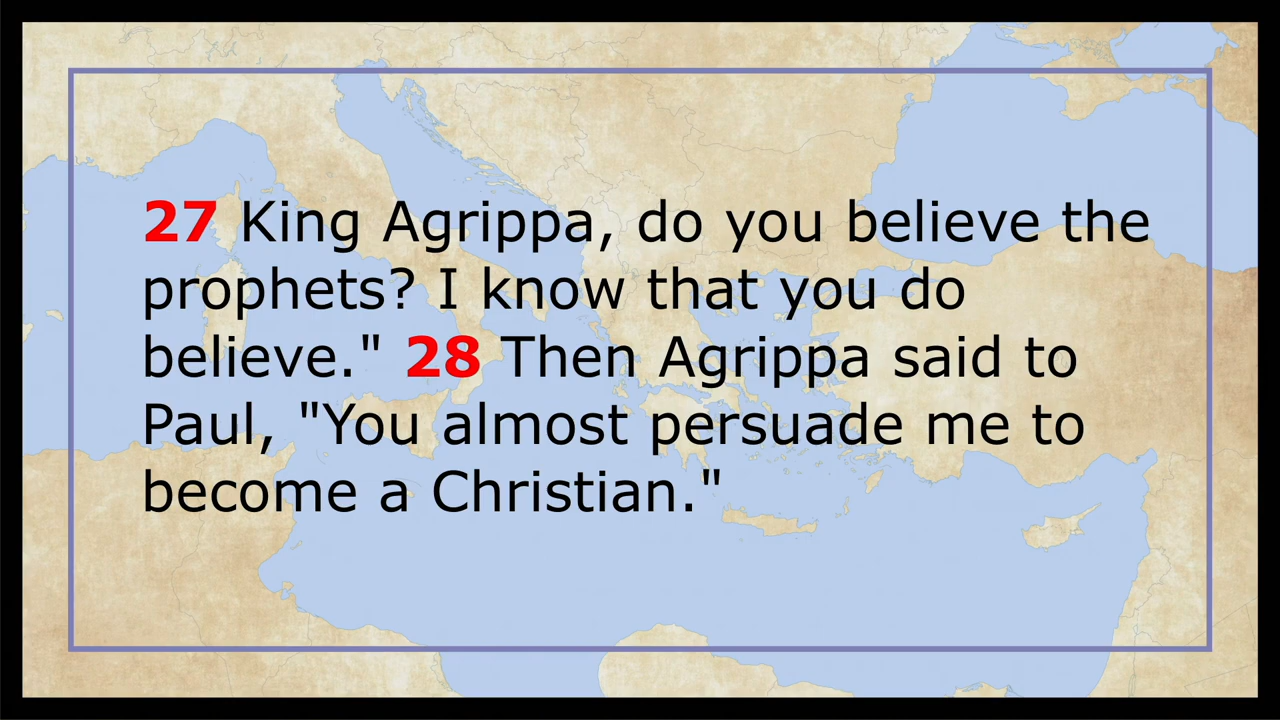 27 King Agrippa, do you believe the
prophets? I know that you do
believe." 28 Then Agrippa said to
Paul, "You almost persuade me to
become a Christian."